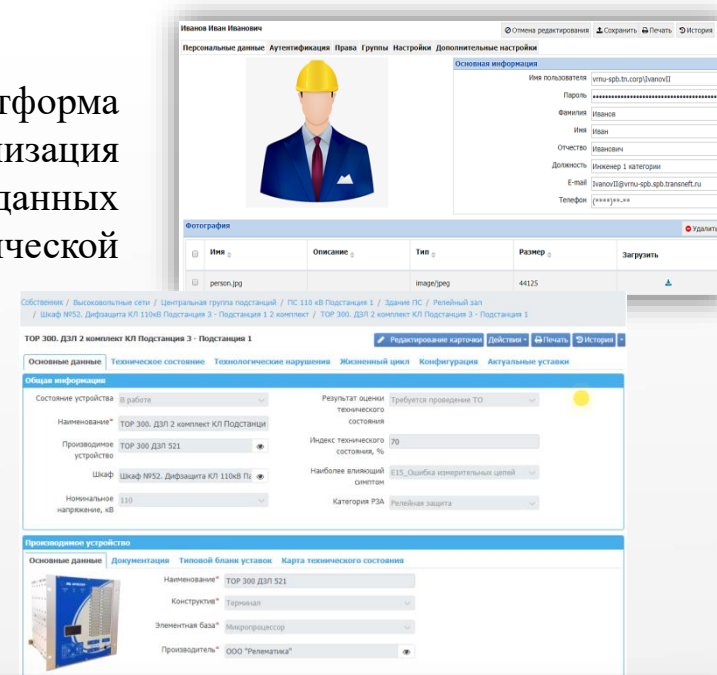 Иванов Иван Иванович
Отмена редактирования Сохранить Печать История
Персональные данные Аутентификация Права Группы Настройки Дополнительные настройки
Основная информация
Имя пользователя vrnu-spb.tn.corp\IvanovII
Пароль
Фамилия Иванов
Имя Иван
Отчество Иванович
Должность Инженер 1 категории
E-mail IvanovII@vrnu-spb.spb.transneft.ru
Телефон (****)**-**
Фотография
Удалить
Имя Описание Тип Размер Загрузить
person.jpg image/jpeg 44125
тформа
изация
данных
ической
Собственник / Высоковольтные сети / Центральная группа подстанций / ПС 110 кВ Подстанция 1 / Здание ПС / Релейный зал
/ Шкаф №52. Дифзащита КЛ 110кВ Подстанция 3 - Подстанция 1 2 комплект / ТОР 300. ДЗЛ 2 комплект КЛ Подстанция 3 - Подстанция 1
ТОР 300. ДЗЛ 2 комплект КЛ Подстанция 3 - Подстанция 1
Редактирование карточки Действия Печать История
Основные данные Техническое состояние Технологические нарушения Жизненный цикл Конфигурация Актуальные уставки
Общая информация
Состояние устройства В работе
Наименование* ТОР 300. ДЗЛ 2 комплект КЛ Подстанци
Производимое устройство ТОР 300 ДЗЛ 521
Шкаф Шкаф №52. Дифзащита КЛ 110кВ По
Номинальное напряжение, кВ 110
Результат оценки технического состояния Требуется проведение ТО
Индекс технического состояния, % 70
Наиболее влияющий симптом E15_Ошибка измерительных цепей
Категория РЗА Релейная защита
Производимое устройство
Основные данные Документация Типовой бланк уставок Карта технического состояния
Наименование* ТОР 300 ДЗЛ 521
Конструктив* Терминал
Элементная база* Микропроцессор
Производитель* ООО "Релематика"